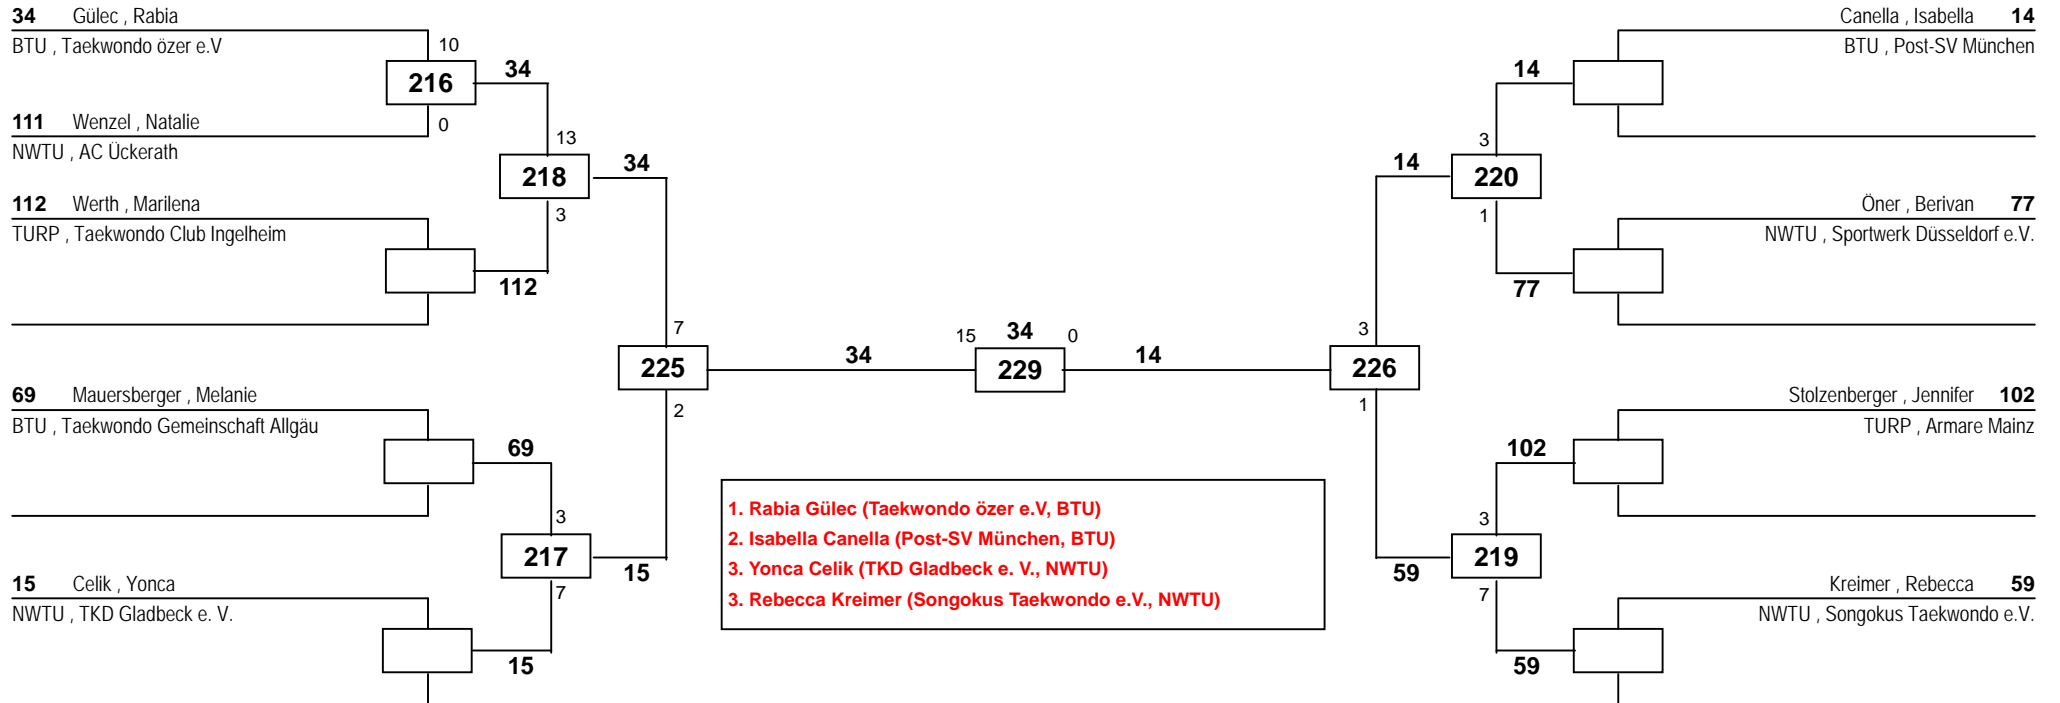 34 Gülec , Rabia
BTU , Taekwondo özer e.V
10
216
34
111 Wenzel , Natalie
0
NWTU , AC Ückerath
13
218
34
112 Werth , Marilena
3
TURP , Taekwondo Club Ingelheim
112
7
225
34
2
69 Mauersberger , Melanie
BTU , Taekwondo Gemeinschaft Allgäu
69
3
217
15
7
15 Celik , Yonca
NWTU , TKD Gladbeck e. V.
15
15 34 0
229
14
Canella , Isabella 14
BTU , Post-SV München
14
3
14
220
1
Öner , Berivan 77
NWTU , Sportwerk Düsseldorf e.V.
77
3
226
1
Stolzenberger , Jennifer 102
TURP , Armare Mainz
102
3
219
59
7
Kreimer , Rebecca 59
NWTU , Songokus Taekwondo e.V.
59
1. Rabia Gülec (Taekwondo özer e.V, BTU)
2. Isabella Canella (Post-SV München, BTU)
3. Yonca Celik (TKD Gladbeck e. V., NWTU)
3. Rebecca Kreimer (Songokus Taekwondo e.V., NWTU)